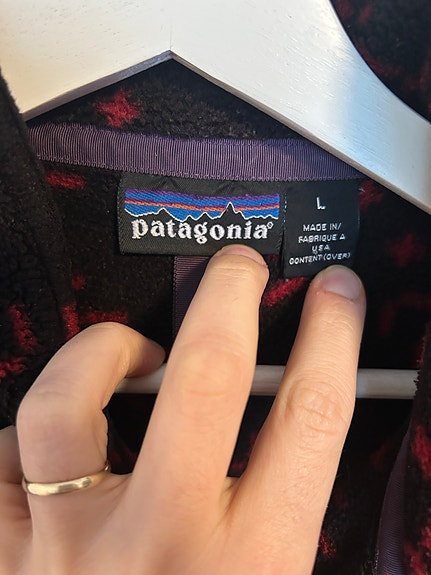 patagonia®
L
MADE IN/
FABRIQUE A
USA
CONTENT(OVER)